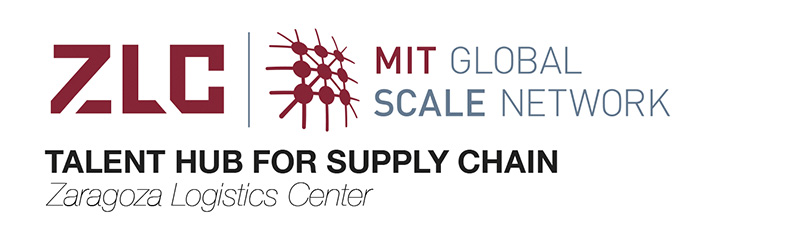 ZLC
MIT GLOBAL
SCALE NETWORK
TALENT HUB FOR SUPPLY CHAIN
Zaragoza Logistics Center